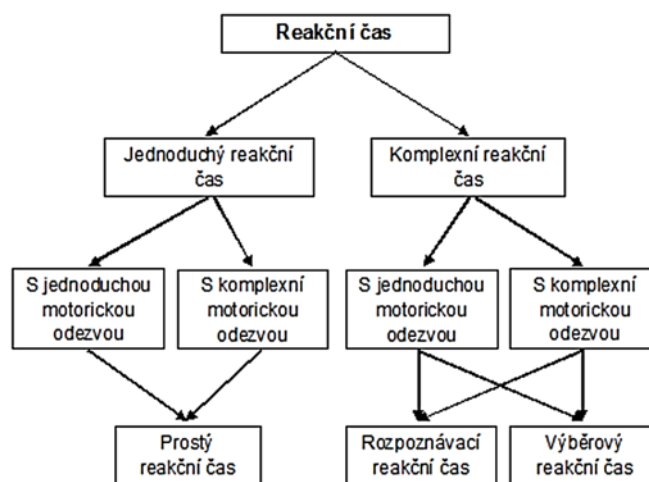 Reakční čas
Jednoduchý reakční
čas
Komplexní reakční
čas
S jednoduchou
motorickou
odezvou
S komplexní
motorickou
odezvou
S jednoduchou
motorickou
odezvou
S komplexní
motorickou
odezvou
Prostý
reakční čas
Rozpoznávací
reakční čas
Výběrový
reakční čas